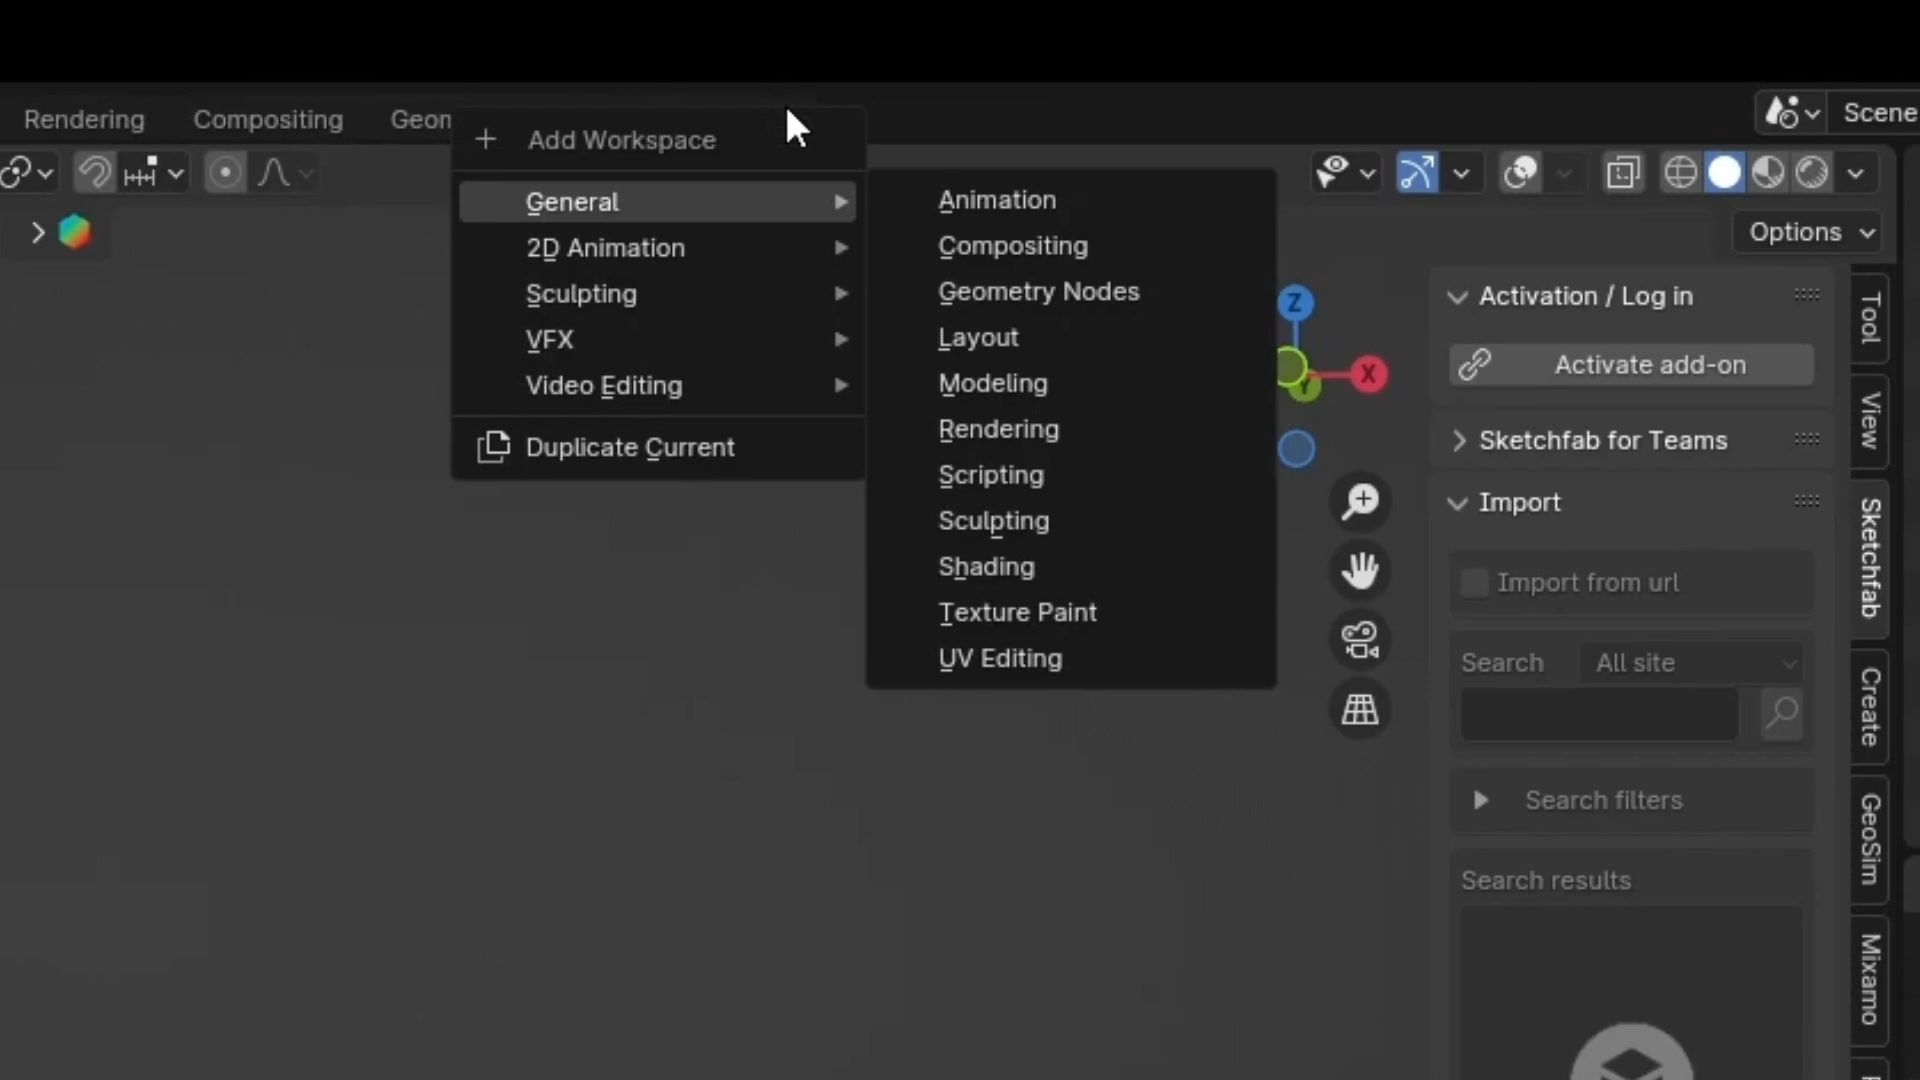 Rendering
Compositing
Geom
Scene
Add Workspace
General
2D Animation
Sculpting
VFX
Video Editing
Duplicate Current
Animation
Compositing
Geometry Nodes
Layout
Modeling
Rendering
Scripting
Sculpting
Shading
Texture Paint
UV Editing
Options
Z
X
Y
Activation / Log in
Activate add-on
Sketchfab for Teams
Import
Import from url
Search
All site
Search filters
Search results
Tool
View
Sketchfab
Create
GeoSim
Mixamo